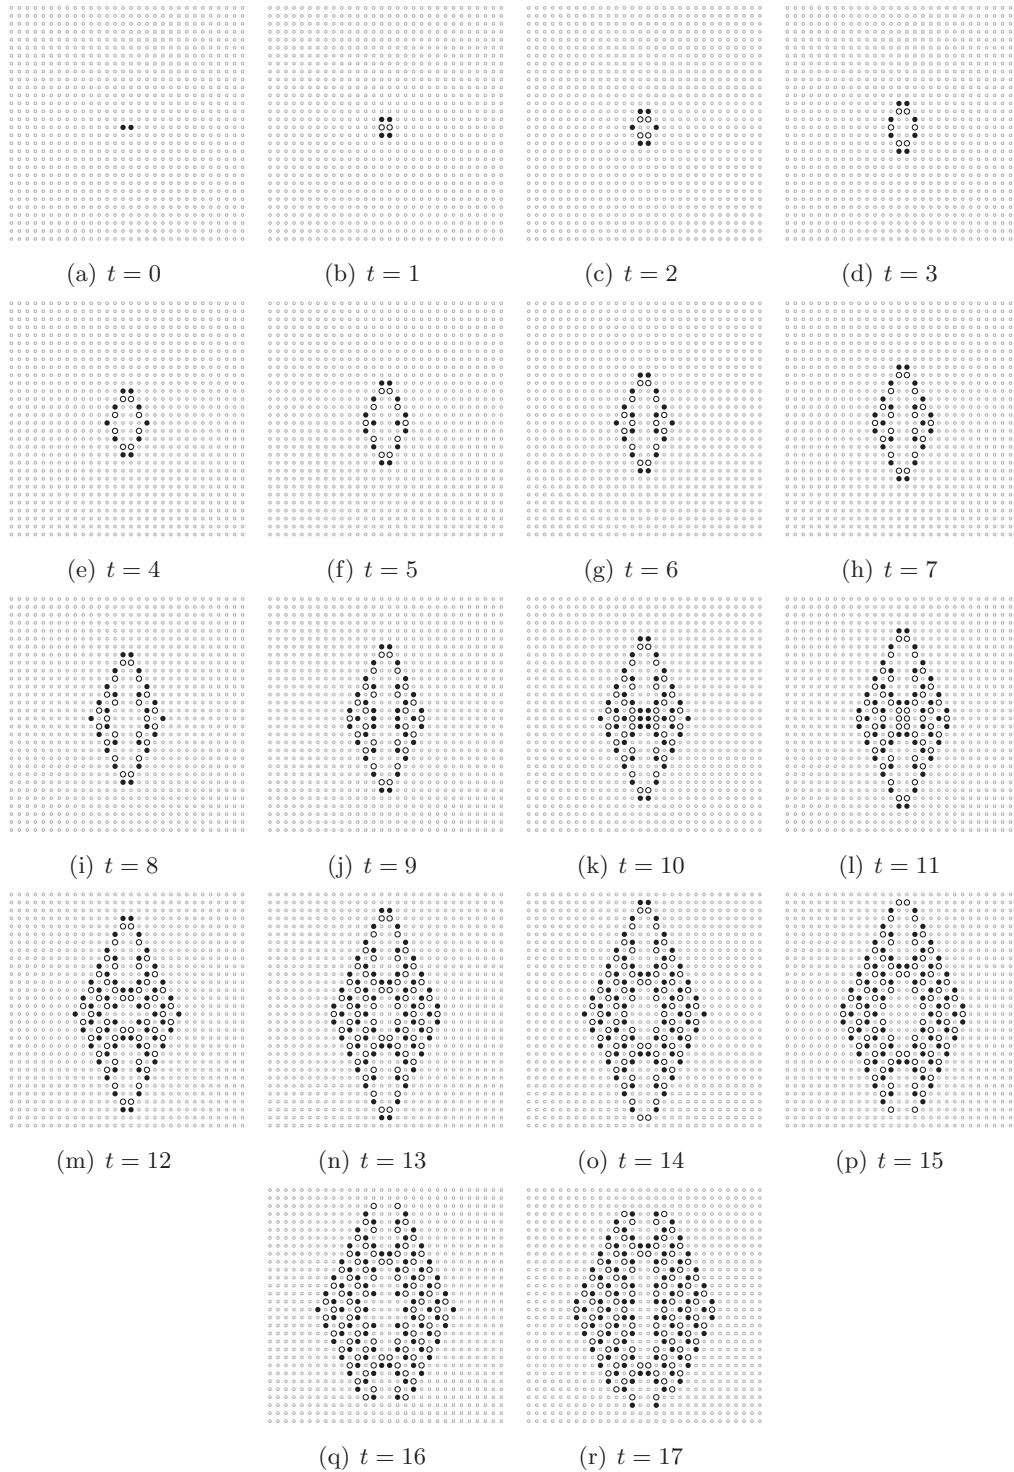 (a) t = 0
(b) t = 1
(c) t = 2
(d) t = 3
(e) t = 4
(f) t = 5
(g) t = 6
(h) t = 7
(i) t = 8
(j) t = 9
(k) t = 10
(l) t = 11
(m) t = 12
(n) t = 13
(o) t = 14
(p) t = 15
(q) t = 16
(r) t = 17